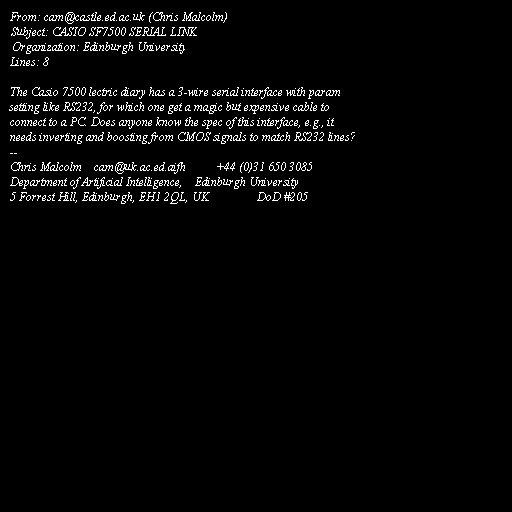 From: cam@castle.ed.ac.uk (Chris Malcolm)
Subject: CASIO SF7500 SERIAL LINK
Organization: Edinburgh University
Lines: 8
The Casio 7500 lectric diary has a 3-wire serial interface with param
setting like RS232, for which one get a magic but expensive cable to
connect to a PC. Does anyone know the spec of this interface, e.g., it
needs inverting and boosting from CMOS signals to match RS232 lines?
--
Chris Malcolm cam@uk.ac.ed.aifh +44 (0)31 650 3085
Department of Artificial Intelligence, Edinburgh University
5 Forrest Hill, Edinburgh, EH1 2QL, UK DoD #205